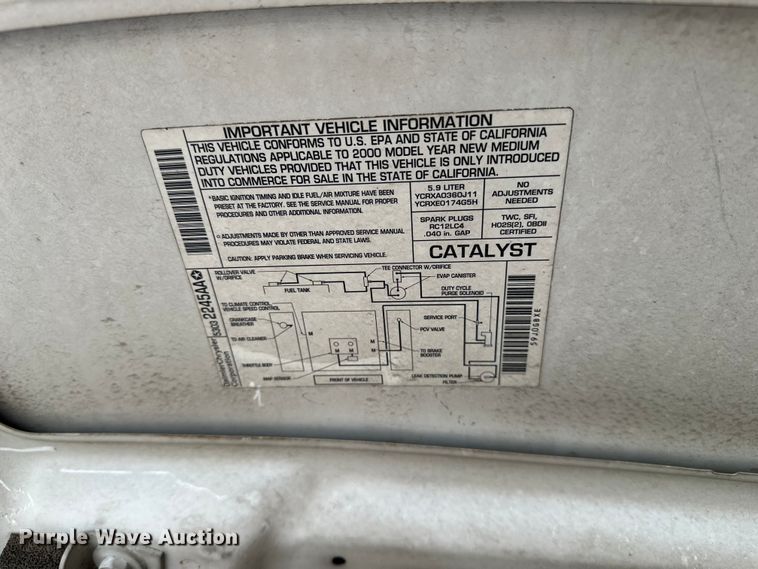 IMPORTANT VEHICLE INFORMATION
THIS VEHICLE CONFORMS TO U.S. EPA AND STATE OF CALIFORNIA
REGULATIONS APPLICABLE TO 2000 MODEL YEAR NEW MEDIUM
DUTY VEHICLES PROVIDED THAT THIS VEHICLE IS ONLY INTRODUCED
INTO COMMERCE FOR SALE IN THE STATE OF CALIFORNIA.
*BASIC IGNITION TIMING AND IDLE FUEL/AIR MIXTURE HAVE BEEN
PRESET AT THE FACTORY. SEE THE SERVICE MANUAL FOR PROPER
PROCEDURES AND OTHER ADDITIONAL INFORMATION.
○ ADJUSTMENTS MADE BY OTHER THAN APPROVED SERVICE MANUAL
PROCEDURES MAY VIOLATE FEDERAL AND STATE LAWS.
CAUTION: APPLY PARKING BRAKE WHEN SERVICING VEHICLE.
5.9 LITER
YCRXA0360J11
YCRXE0174G5H
NO
ADJUSTMENTS
NEEDED
SPARK PLUGS
RC12LC4
.040 in. GAP
TWC, SFI,
HO2S(2), OBDII
CERTIFIED
CATALYST
DaimlerChrysler
Corporation
5303 2245AA
ROLLOVER VALVE
W/ORIFICE
TEE CONNECTOR W/ORIFICE
FUEL TANK
EVAP CANISTER
DUTY CYCLE
PURGE SOLENOID
TO CLIMATE CONTROL
VEHICLE SPEED CONTROL
CRANKCASE
BREATHER
TO AIR CLEANER
THROTTLE BODY
MAP SENSOR
M
M
M
M
FRONT OF VEHICLE
SERVICE PORT
PCV VALVE
TO BRAKE
BOOSTER
LEAK DETECTION PUMP
FILTER
59J0GBXE
Purple Wave Auction